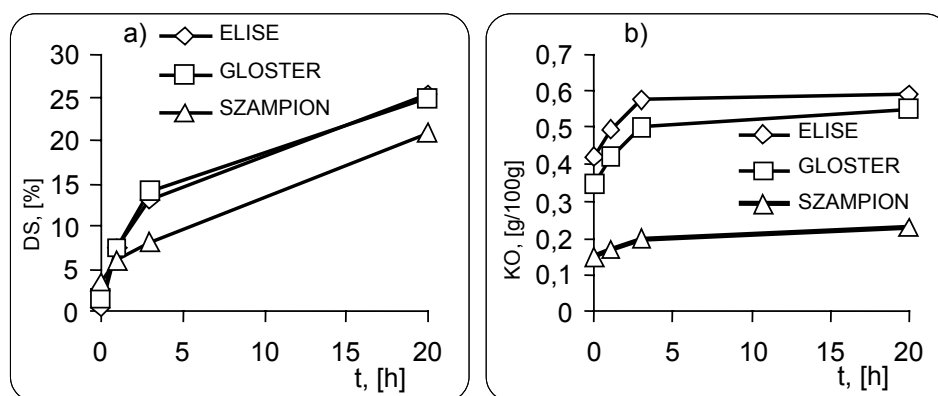 a)
ELISE
GLOSTER
SZAMPION
30
25
20
15
10
5
0
DS, [%]
0 5 10 15 20
t, [h]
b)
0,8
0,7
0,6
0,5
0,4
0,3
0,2
0,1
0
KO, [g/100g]
ELISE
GLOSTER
SZAMPION
0 5 10 15 20
t, [h]